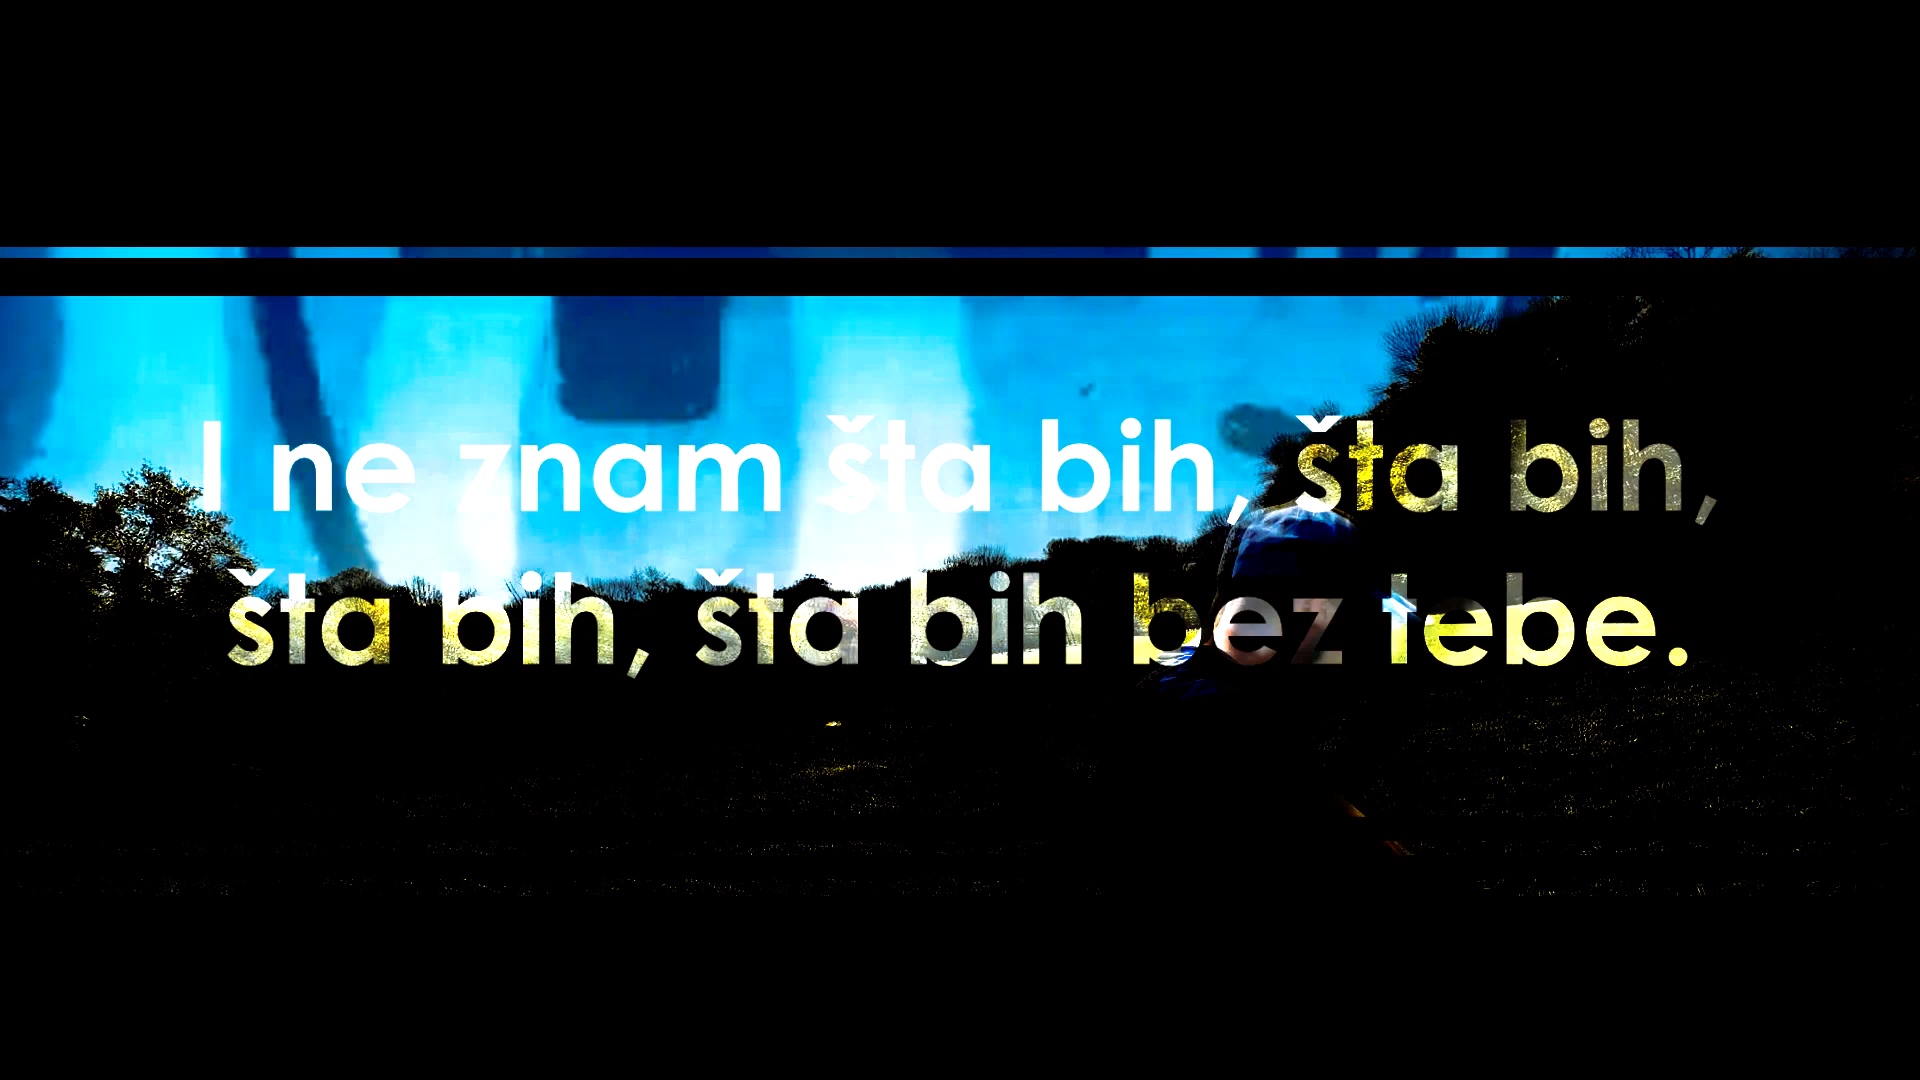 I ne znam šta bih, šta bih,
šta bih, šta bih bez tebe.